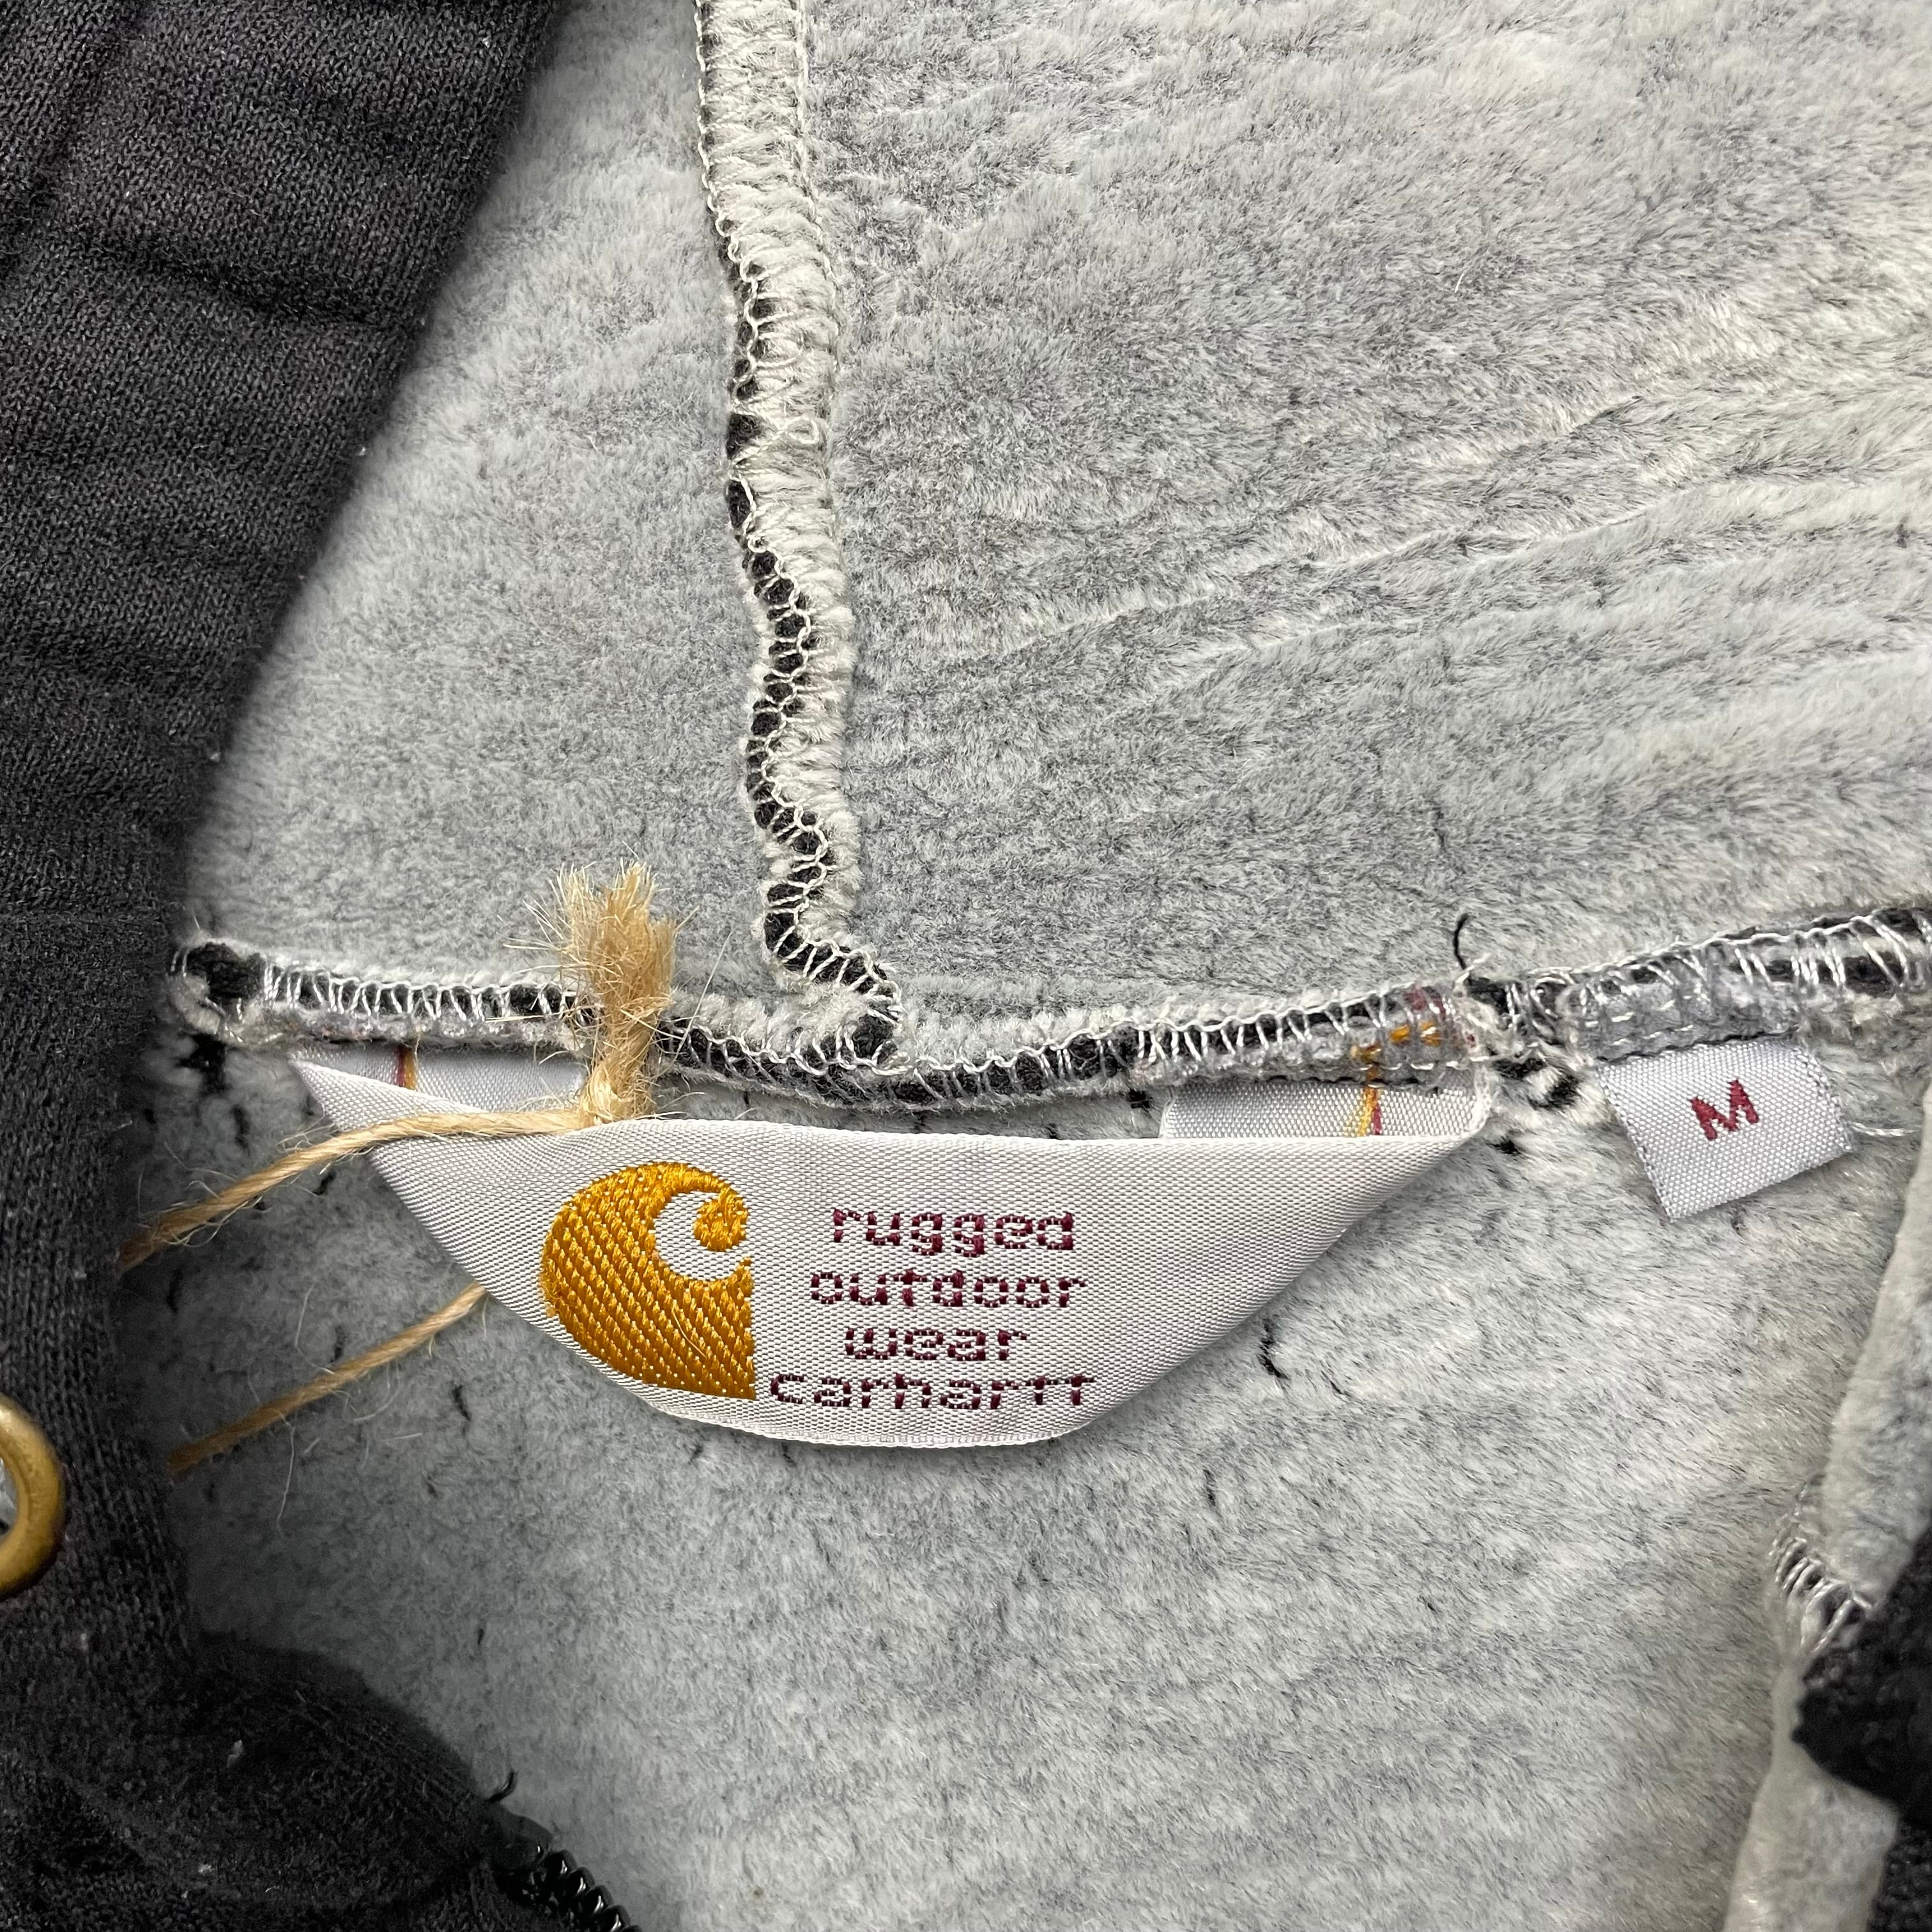 rugged
outdoor
wear
carhartt
M